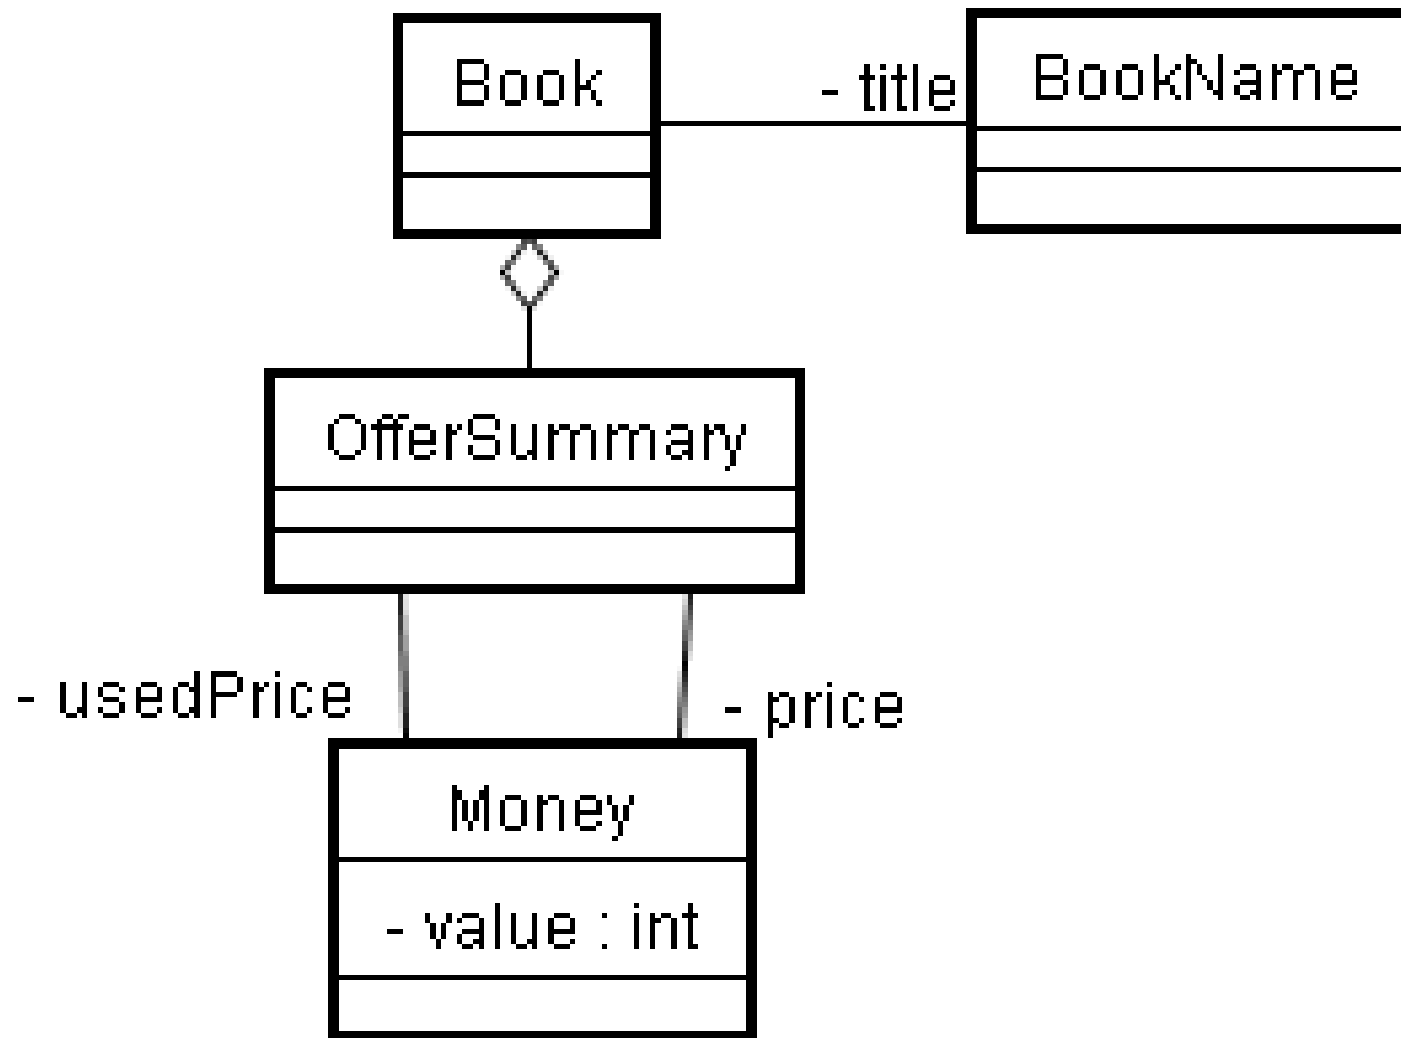 Book
- title
BookName
OfferSummary
- usedPrice
- price
Money
- value : int